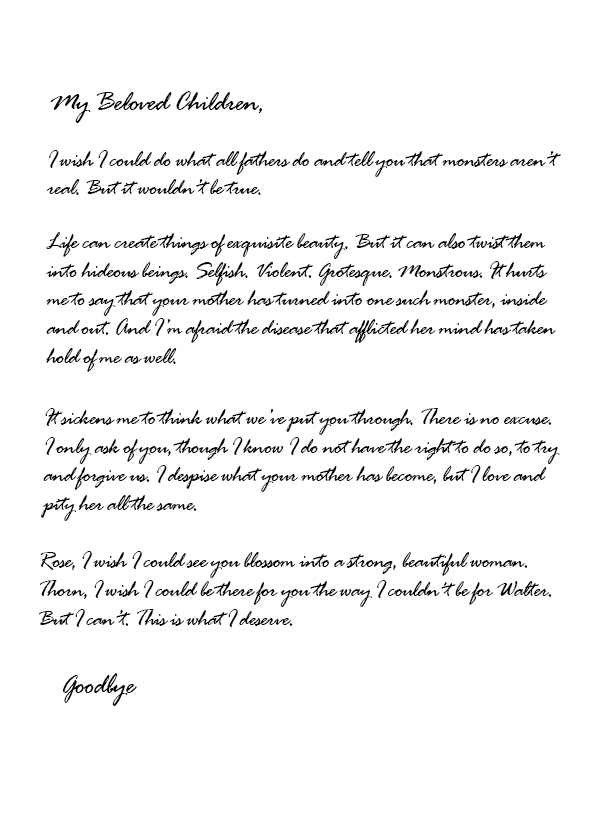 My Beloved Children,
I wish I could do what all fathers do and tell you that monsters aren't
real. But it wouldn't be true.
Life can create things of exquisite beauty. But it can also twist them
into hideous beings. Selfish. Violent. Grotesque. Monstrous. It hurts
me to say that your mother has turned into one such monster, inside
and out. And I'm afraid the disease that afflicted her mind has taken
hold of me as well.
It sickens me to think what we've put you through. There is no excuse.
I only ask of you, though I know I do not have the right to do so, to try
and forgive us. I despise what your mother has become, but I love and
pity her all the same.
Rose, I wish I could see you blossom into a strong, beautiful woman.
Thorn, I wish I could be there for you the way I couldn't be for Walter.
But I can't. This is what I deserve.
Goodbye